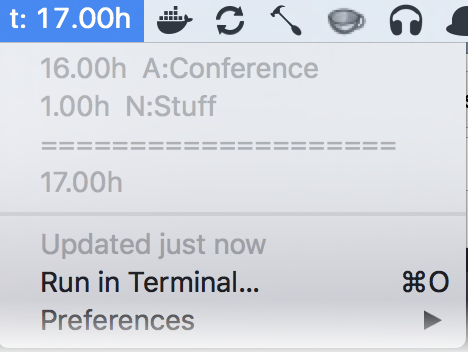 t: 17.00h
16.00h A:Conference
1.00h N:Stuff
=====================
17.00h
Updated just now
Run in Terminal... ⌘O
Preferences ▶